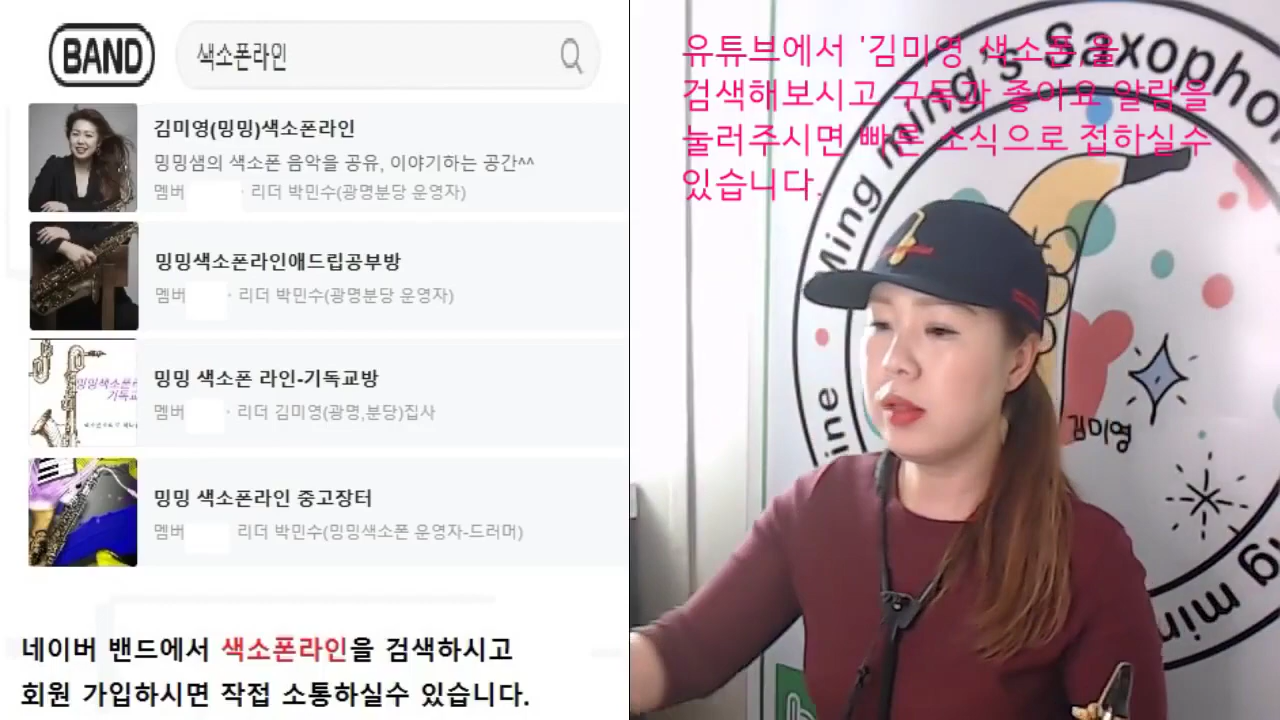 BAND
색소폰라인
김미영(밍밍)색소폰라인
밍밍샘의 색소폰 음악을 공유, 이야기하는 공간^^
멤버 · 리더 박민수(광명분당 운영자)
밍밍색소폰라인애드립공부방
멤버 · 리더 박민수(광명분당 운영자)
밍밍 색소폰 라인-기독교방
멤버 · 리더 김미영(광명,분당)집사
밍밍 색소폰라인 중고장터
멤버 · 리더 박민수(밍밍색소폰 운영자-드러머)
네이버 밴드에서 색소폰라인을 검색하시고
회원 가입하시면 작접 소통하실수 있습니다.
유튜브에서 '김미영 색소폰,을
검색해보시고 구독과 좋아요 알람을
눌러주시면 빠른 소식으로 접하실수
있습니다.
Ming ming's Saxophon
김미영